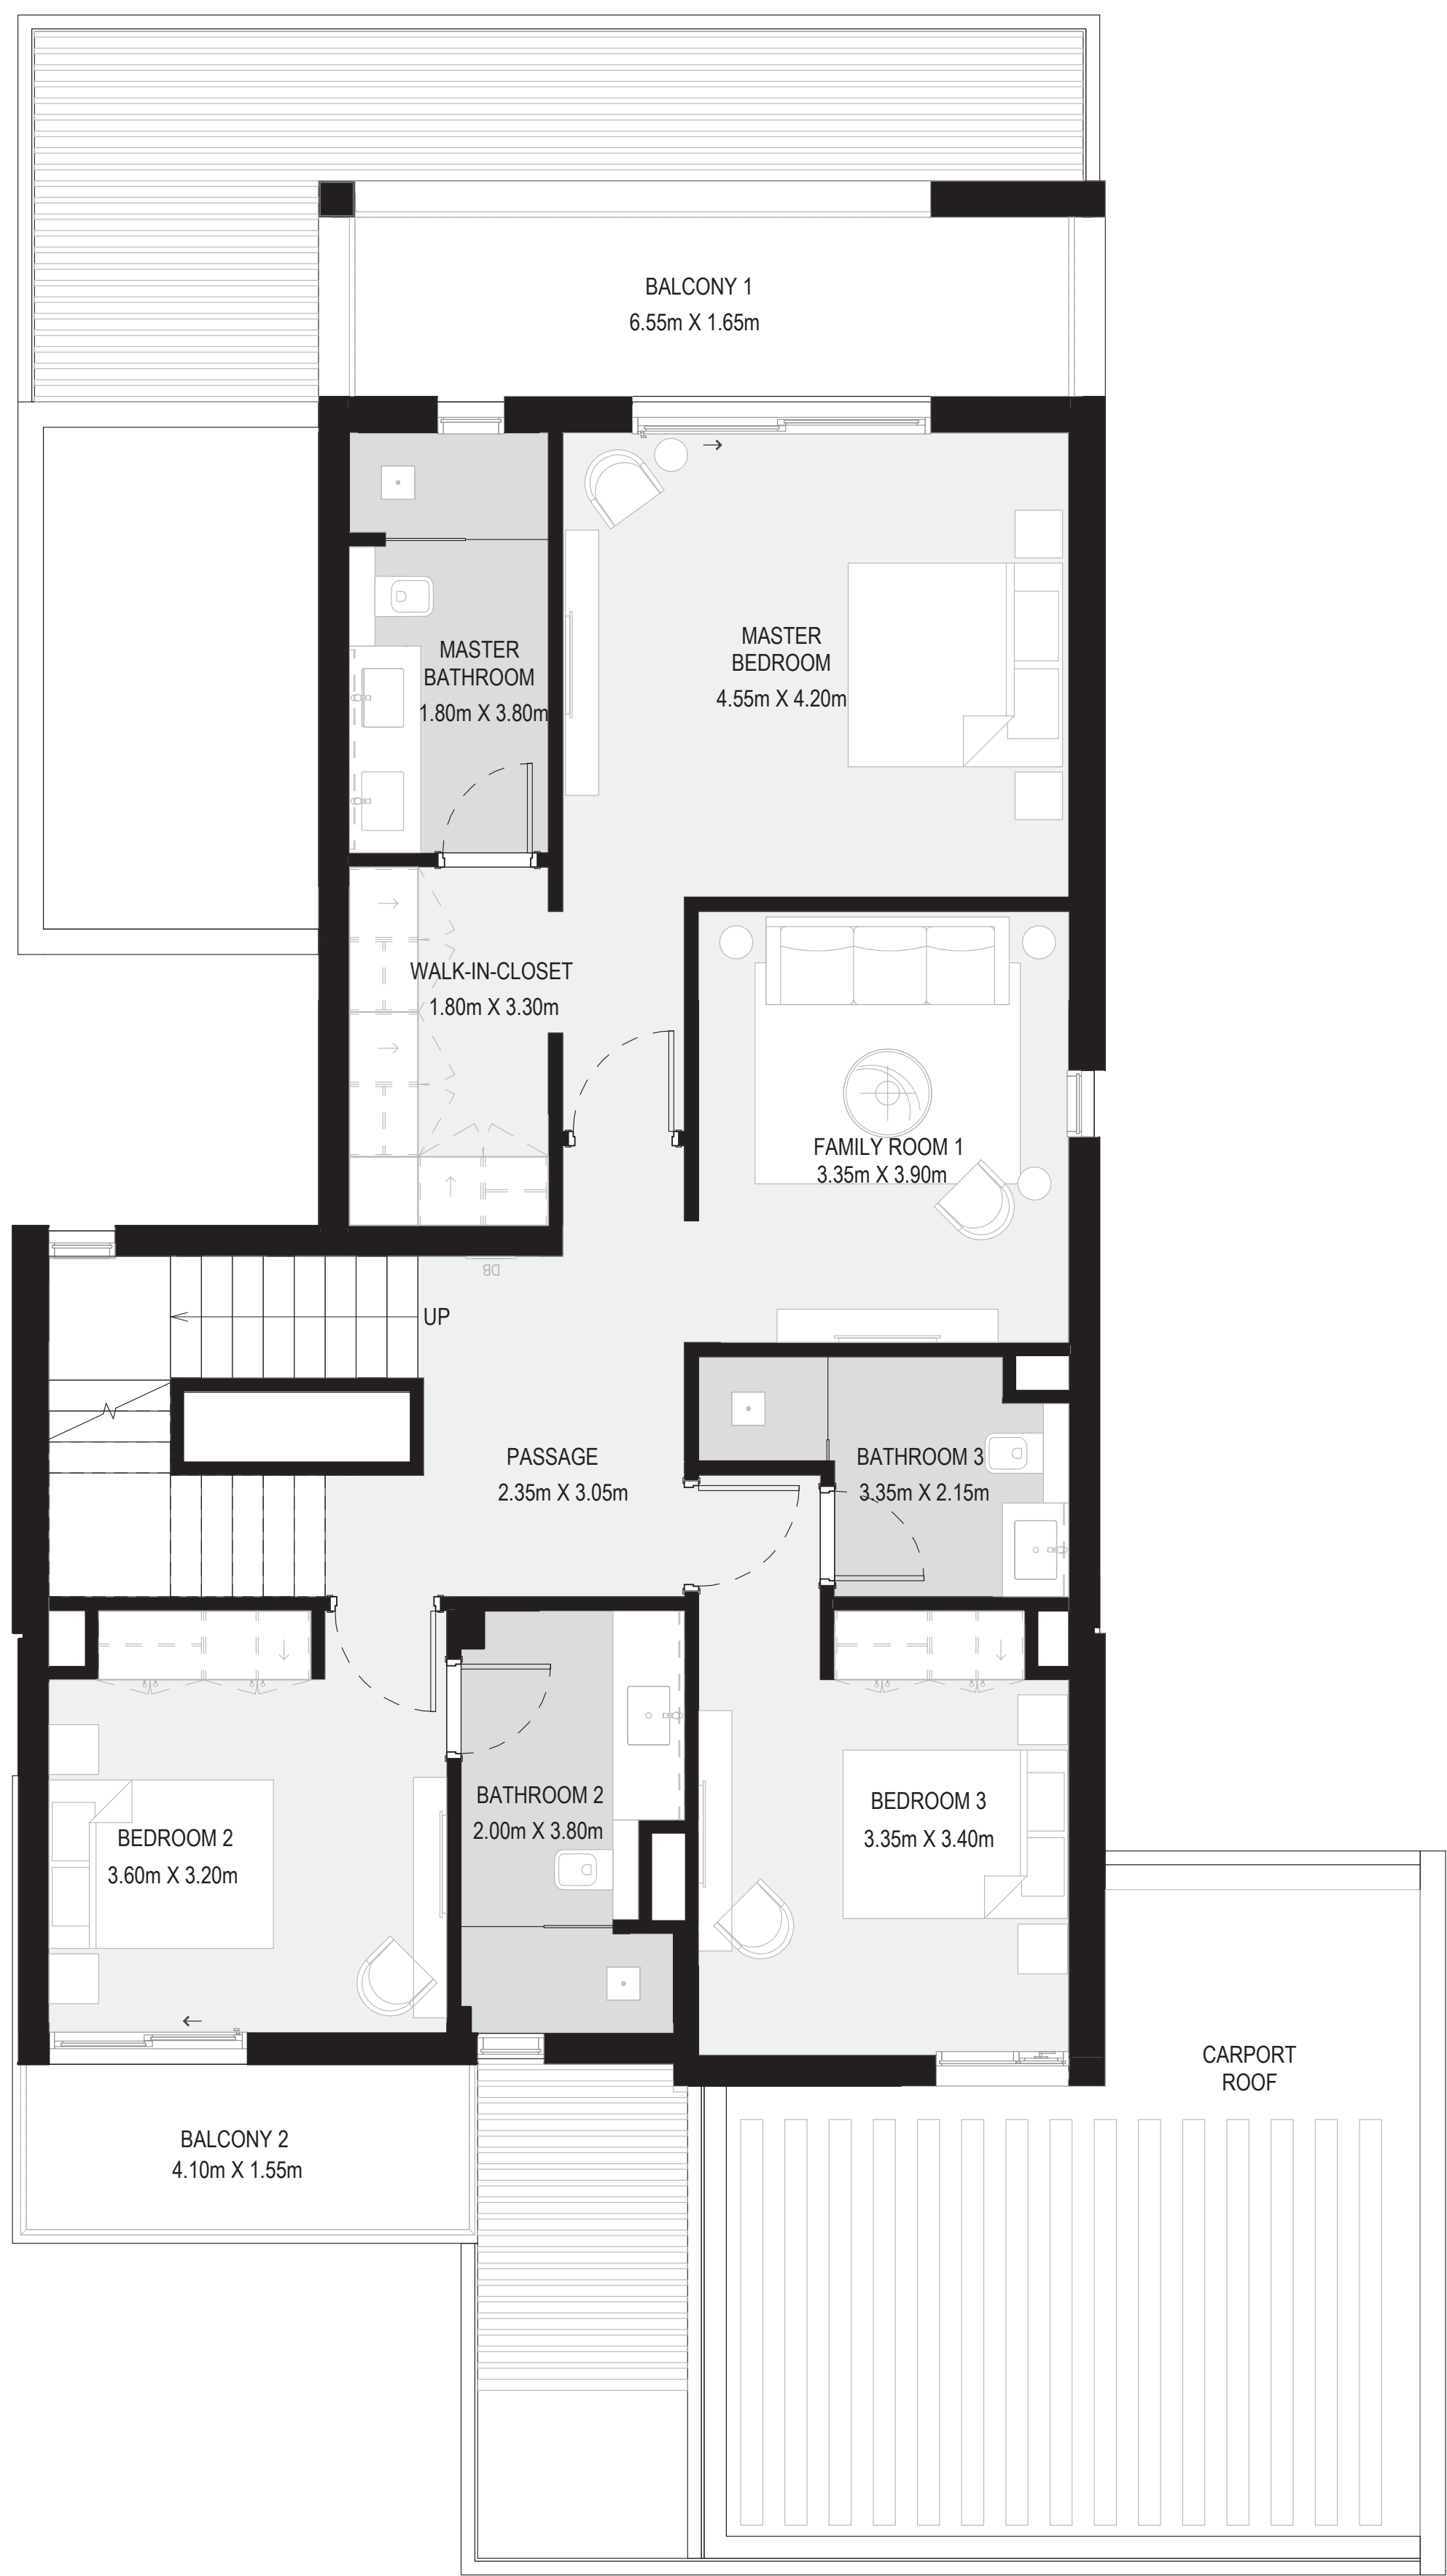 BALCONY 1
6.55m X 1.65m
MASTER
BATHROOM
1.80m X 3.80m
MASTER
BEDROOM
4.55m X 4.20m
WALK-IN-CLOSET
1.80m X 3.30m
FAMILY ROOM 1
3.35m X 3.90m
DB
UP
PASSAGE
2.35m X 3.05m
BATHROOM 3
3.35m X 2.15m
BEDROOM 2
3.60m X 3.20m
BATHROOM 2
2.00m X 3.80m
BEDROOM 3
3.35m X 3.40m
CARPORT
ROOF
BALCONY 2
4.10m X 1.55m